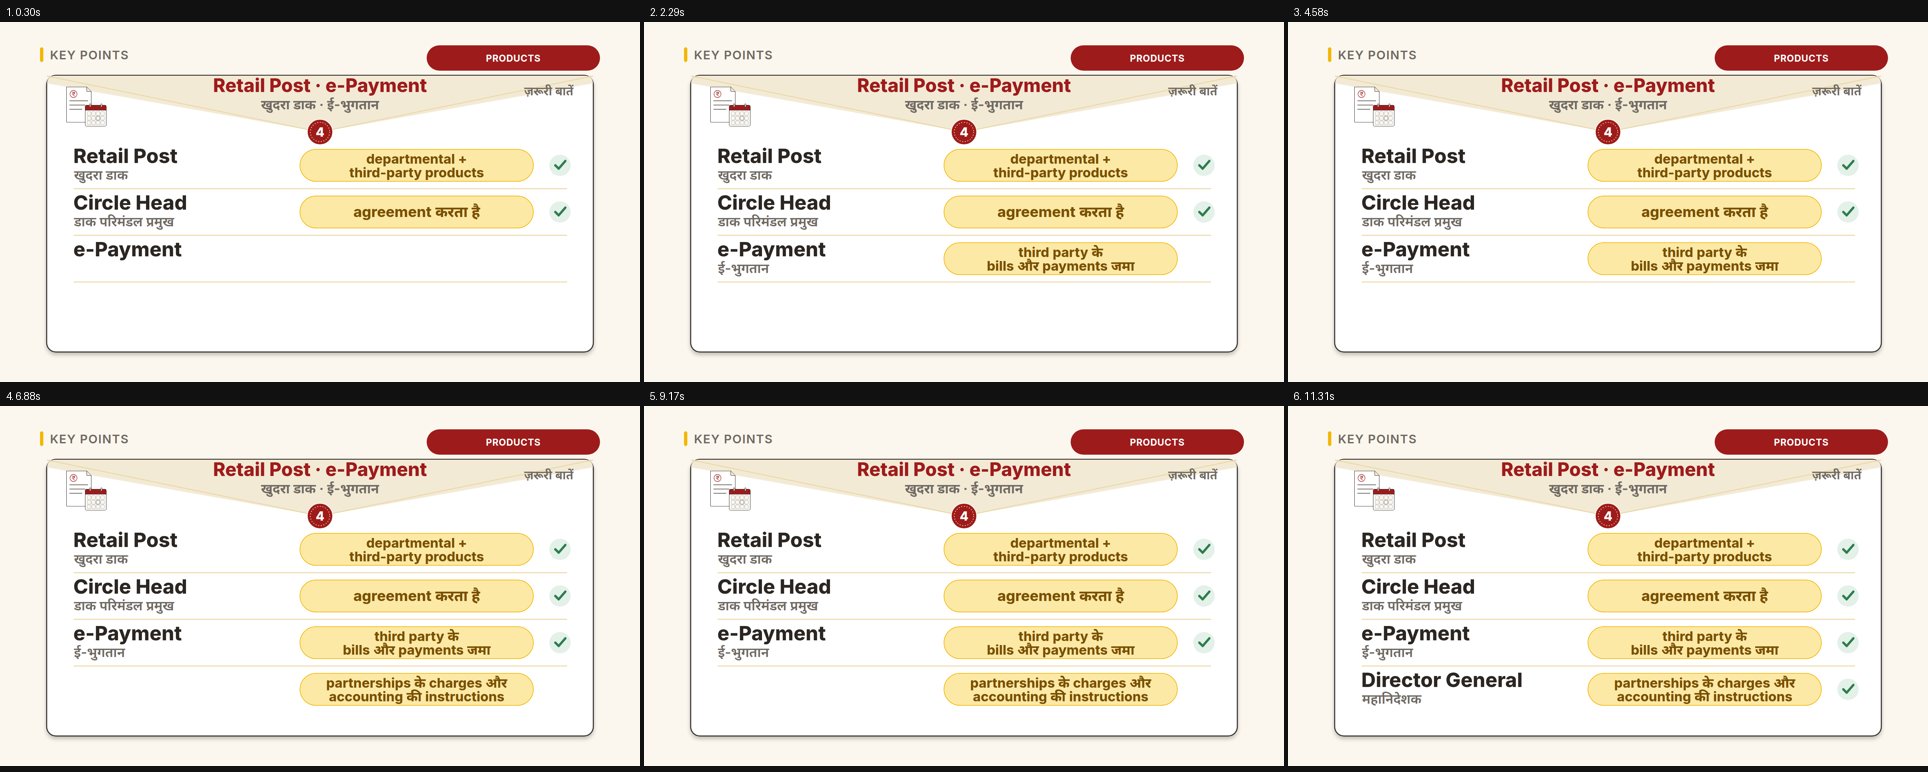 1. 0.30s
KEY POINTS
PRODUCTS
Retail Post · e-Payment
खुदरा डाक · ई-भुगतान
ज़रूरी बातें
4
Retail Post
खुदरा डाक
departmental +
third-party products
Circle Head
डाक परिमंडल प्रमुख
agreement करता है
e-Payment
2. 2.29s
KEY POINTS
PRODUCTS
Retail Post · e-Payment
खुदरा डाक · ई-भुगतान
ज़रूरी बातें
4
Retail Post
खुदरा डाक
departmental +
third-party products
Circle Head
डाक परिमंडल प्रमुख
agreement करता है
e-Payment
ई-भुगतान
third party के
bills और payments जमा
3. 4.58s
KEY POINTS
PRODUCTS
Retail Post · e-Payment
खुदरा डाक · ई-भुगतान
ज़रूरी बातें
4
Retail Post
खुदरा डाक
departmental +
third-party products
Circle Head
डाक परिमंडल प्रमुख
agreement करता है
e-Payment
ई-भुगतान
third party के
bills और payments जमा
4. 6.88s
KEY POINTS
PRODUCTS
Retail Post · e-Payment
खुदरा डाक · ई-भुगतान
ज़रूरी बातें
4
Retail Post
खुदरा डाक
departmental +
third-party products
Circle Head
डाक परिमंडल प्रमुख
agreement करता है
e-Payment
ई-भुगतान
third party के
bills और payments जमा
partnerships के charges और
accounting की instructions
5. 9.17s
KEY POINTS
PRODUCTS
Retail Post · e-Payment
खुदरा डाक · ई-भुगतान
ज़रूरी बातें
4
Retail Post
खुदरा डाक
departmental +
third-party products
Circle Head
डाक परिमंडल प्रमुख
agreement करता है
e-Payment
ई-भुगतान
third party के
bills और payments जमा
partnerships के charges और
accounting की instructions
6. 11.31s
KEY POINTS
PRODUCTS
Retail Post · e-Payment
खुदरा डाक · ई-भुगतान
ज़रूरी बातें
4
Retail Post
खुदरा डाक
departmental +
third-party products
Circle Head
डाक परिमंडल प्रमुख
agreement करता है
e-Payment
ई-भुगतान
third party के
bills और payments जमा
Director General
महानिदेशक
partnerships के charges और
accounting की instructions